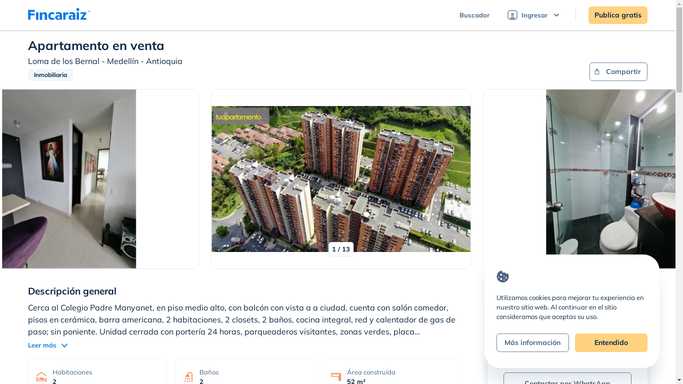 Fincaraiz
Buscador
Ingresar
Publica gratis
Apartamento en venta
Loma de los Bernal - Medellín - Antioquia
Inmobiliaria
Compartir
tuapartamento
1 / 13
Descripción general
Cerca al Colegio Padre Manyanet, en piso medio alto, con balcón con vista a a ciudad, cuenta con salón comedor,
pisos en cerámica, barra americana, 2 habitaciones, 2 closets, 2 baños, cocina integral, red y calentador de gas de
paso; sin poniente. Unidad cerrada con portería 24 horas, parqueaderos visitantes, zonas verdes, placa...
Leer más
Habitaciones
2
Baños
2
Área construida
52 m²
Utilizamos cookies para mejorar tu experiencia en
nuestro sitio web. Al continuar en el sitio
consideramos que aceptas su uso.
Más información
Entendido
Contactar por WhatsApp